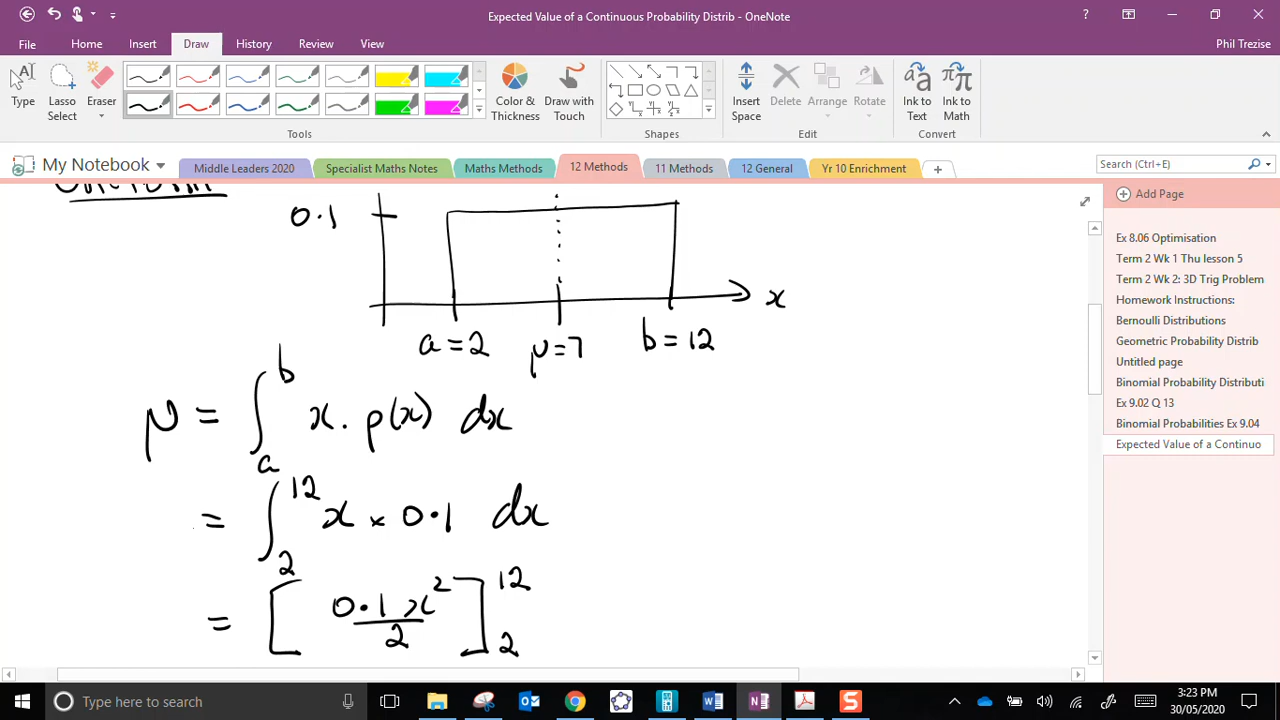 Expected Value of a Continuous Probability Distrib - OneNote
File Home Insert Draw History Review View
Phil Trezise
Type Lasso Select Eraser
Color & Thickness Draw with Touch
Insert Space Delete Arrange Rotate
Ink to Text Ink to Math
Tools Shapes Edit Convert
My Notebook Middle Leaders 2020 Specialist Maths Notes Maths Methods 12 Methods 11 Methods 12 General Yr 10 Enrichment
Search (Ctrl+E)
Add Page
Ex 8.06 Optimisation
Term 2 Wk 1 Thu lesson 5
Term 2 Wk 2: 3D Trig Problem
Homework Instructions:
Bernoulli Distributions
Geometric Probability Distrib
Untitled page
Binomial Probability Distributi
Ex 9.02 Q 13
Binomial Probabilities Ex 9.04
Expected Value of a Continuo
Uniform
0.1
x
a = 2 μ = 7 b = 12
μ = ∫_a^b x . p(x) dx
= ∫_2^12 x × 0.1 dx
= [ 0.1 x² / 2 ]_2^12
Type here to search
3:23 PM
30/05/2020